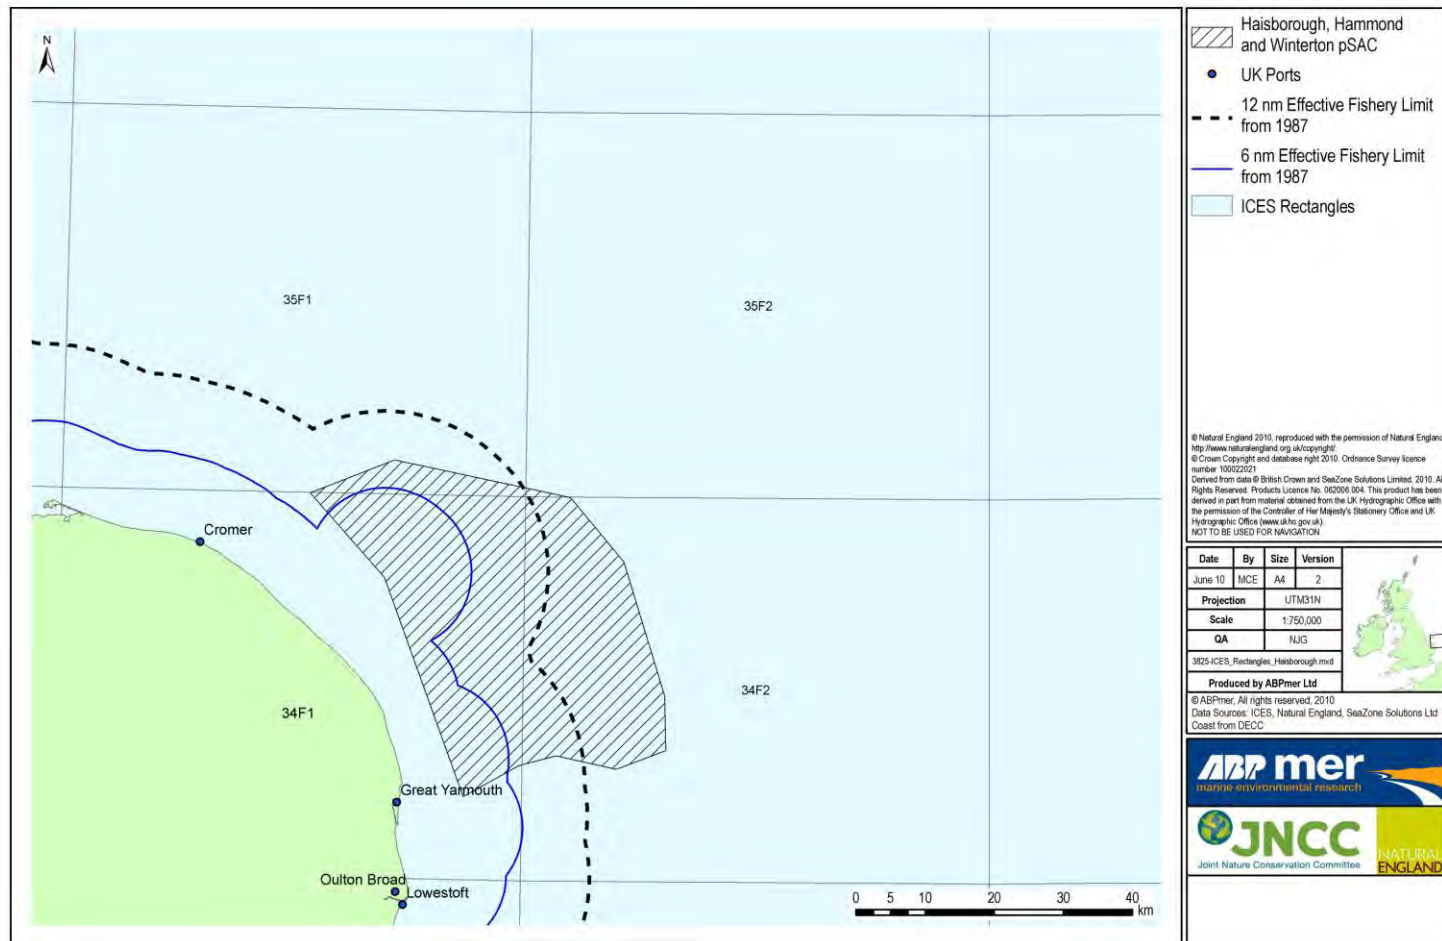 N
35F1
35F2
Cromer
34F1
34F2
Great Yarmouth
Oulton Broad
Lowestoft
0 5 10 20 30 40
km
Haisborough, Hammond
and Winterton pSAC
UK Ports
12 nm Effective Fishery Limit
from 1987
6 nm Effective Fishery Limit
from 1987
ICES Rectangles
© Natural England 2010, reproduced with the permission of Natural England
http://www.naturalengland.org.uk/copyright/
© Crown Copyright and database right 2010. Ordnance Survey licence
number 100022021
Derived from data © British Crown and SeaZone Solutions Limited, 2010. All
Rights Reserved. Products Licence No. 062006.004. This product has been
derived in part from material obtained from the UK Hydrographic Office with
the permission of the Controller of Her Majesty's Stationery Office and UK
Hydrographic Office (www.ukho.gov.uk).
NOT TO BE USED FOR NAVIGATION
Date By Size Version
June 10 MCE A4 2
Projection UTM31N
Scale 1:750,000
QA NJG
3825-ICES_Rectangles_Haisborough.mxd
Produced by ABPmer Ltd
© ABPmer, All rights reserved, 2010
Data Sources: ICES, Natural England, SeaZone Solutions Ltd
Coast from DECC
ABP mer
marine environmental research
JNCC
Joint Nature Conservation Committee
NATURAL
ENGLAND